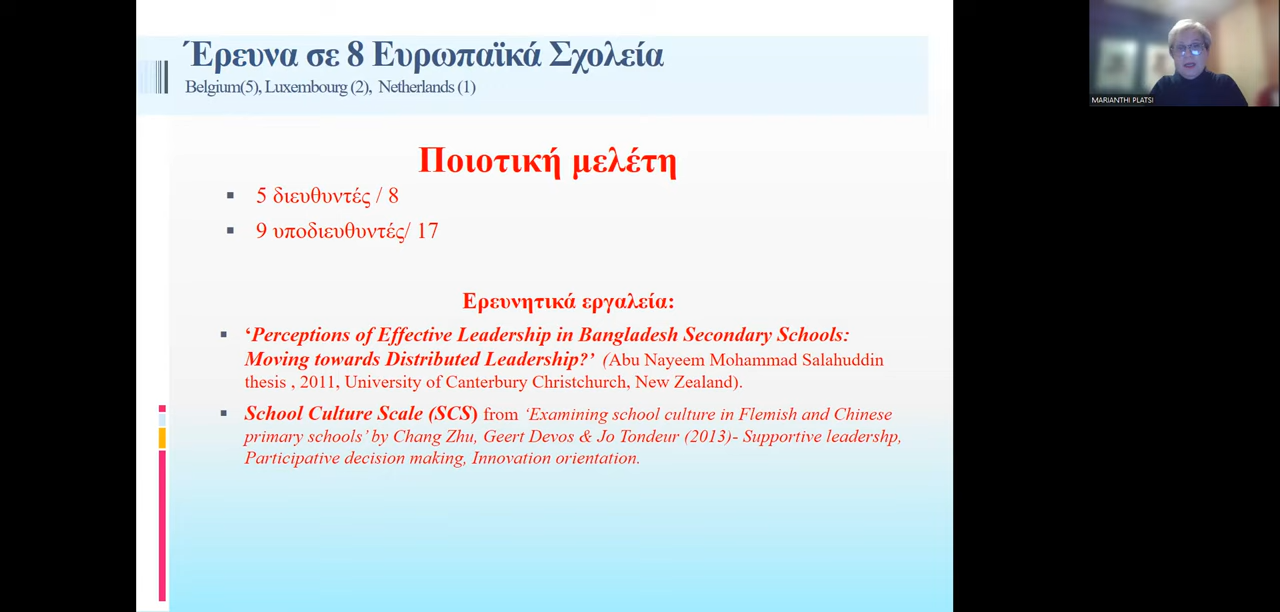 Έρευνα σε 8 Ευρωπαϊκά Σχολεία
Belgium(5), Luxembourg (2), Netherlands (1)
MARIANTHI PLATSI
Ποιοτική μελέτη
5 διευθυντές / 8
9 υποδιευθυντές/ 17
Ερευνητικά εργαλεία:
‘Perceptions of Effective Leadership in Bangladesh Secondary Schools:
Moving towards Distributed Leadership?’ (Abu Nayeem Mohammad Salahuddin
thesis , 2011, University of Canterbury Christchurch, New Zealand).
School Culture Scale (SCS) from ‘Examining school culture in Flemish and Chinese
primary schools’ by Chang Zhu, Geert Devos & Jo Tondeur (2013)- Supportive leadershp,
Participative decision making, Innovation orientation.